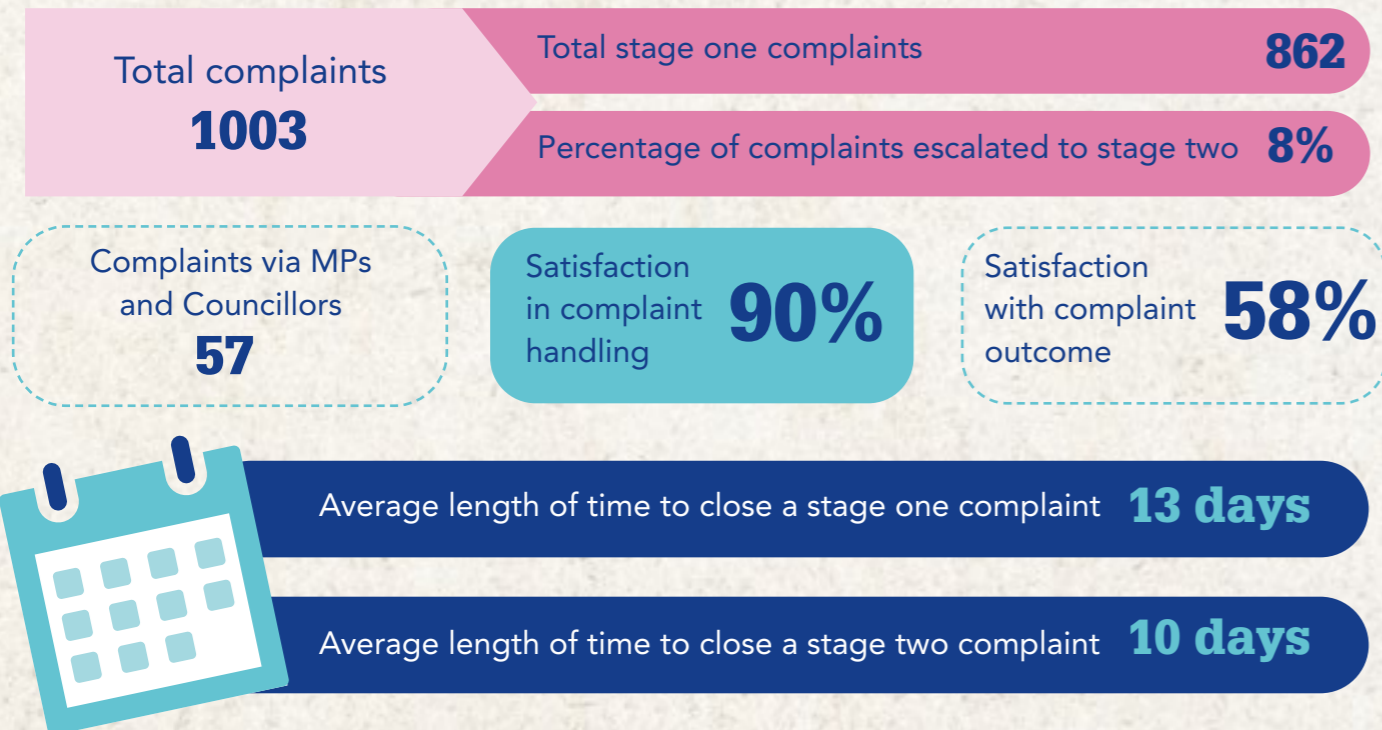 Total complaints
1003
Total stage one complaints 862
Percentage of complaints escalated to stage two 8%
Complaints via MPs
and Councillors
57
Satisfaction
in complaint
handling
90%
Satisfaction
with complaint
outcome
58%
Average length of time to close a stage one complaint 13 days
Average length of time to close a stage two complaint 10 days